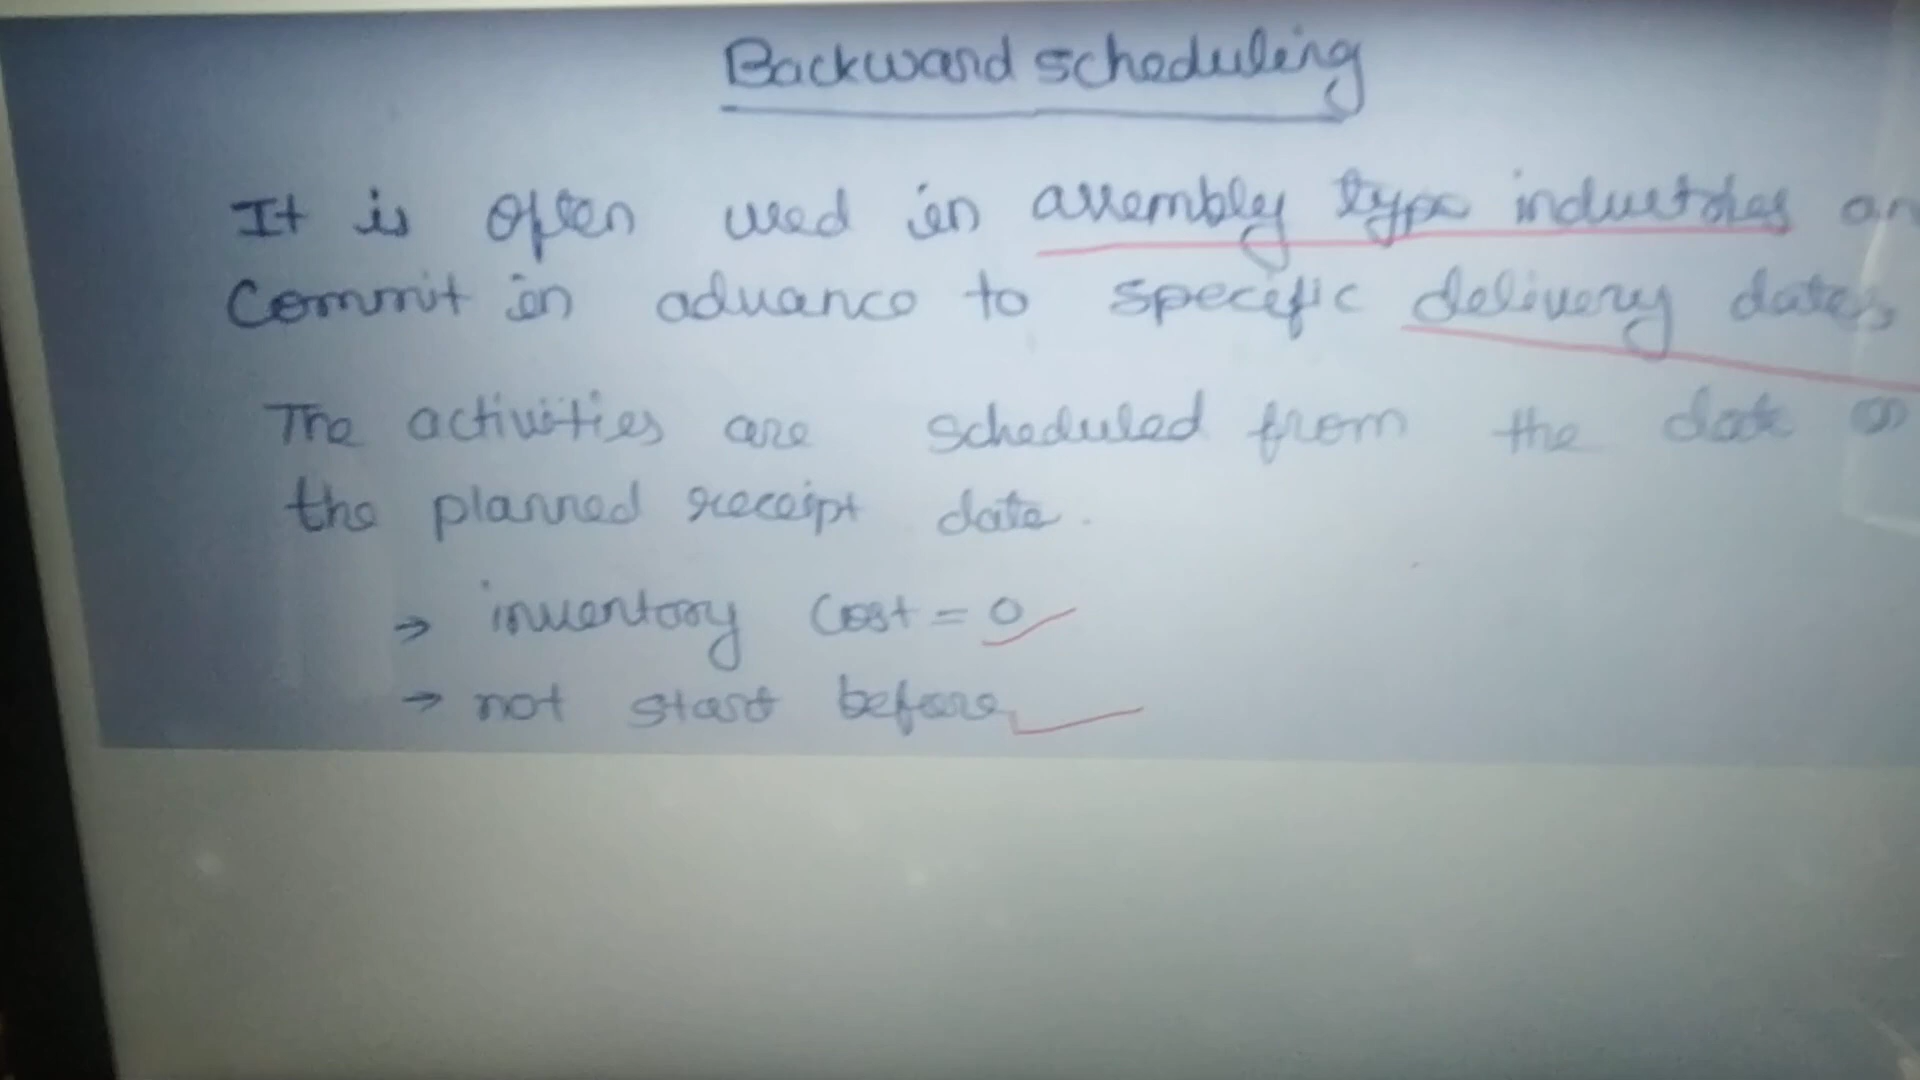 Backward scheduling
It is often used in assembly type industries an
Commit in advance to specific delivery dates
The activities are scheduled from the date o
the planned receipt date.
→ inventory Cost = 0
→ not start before